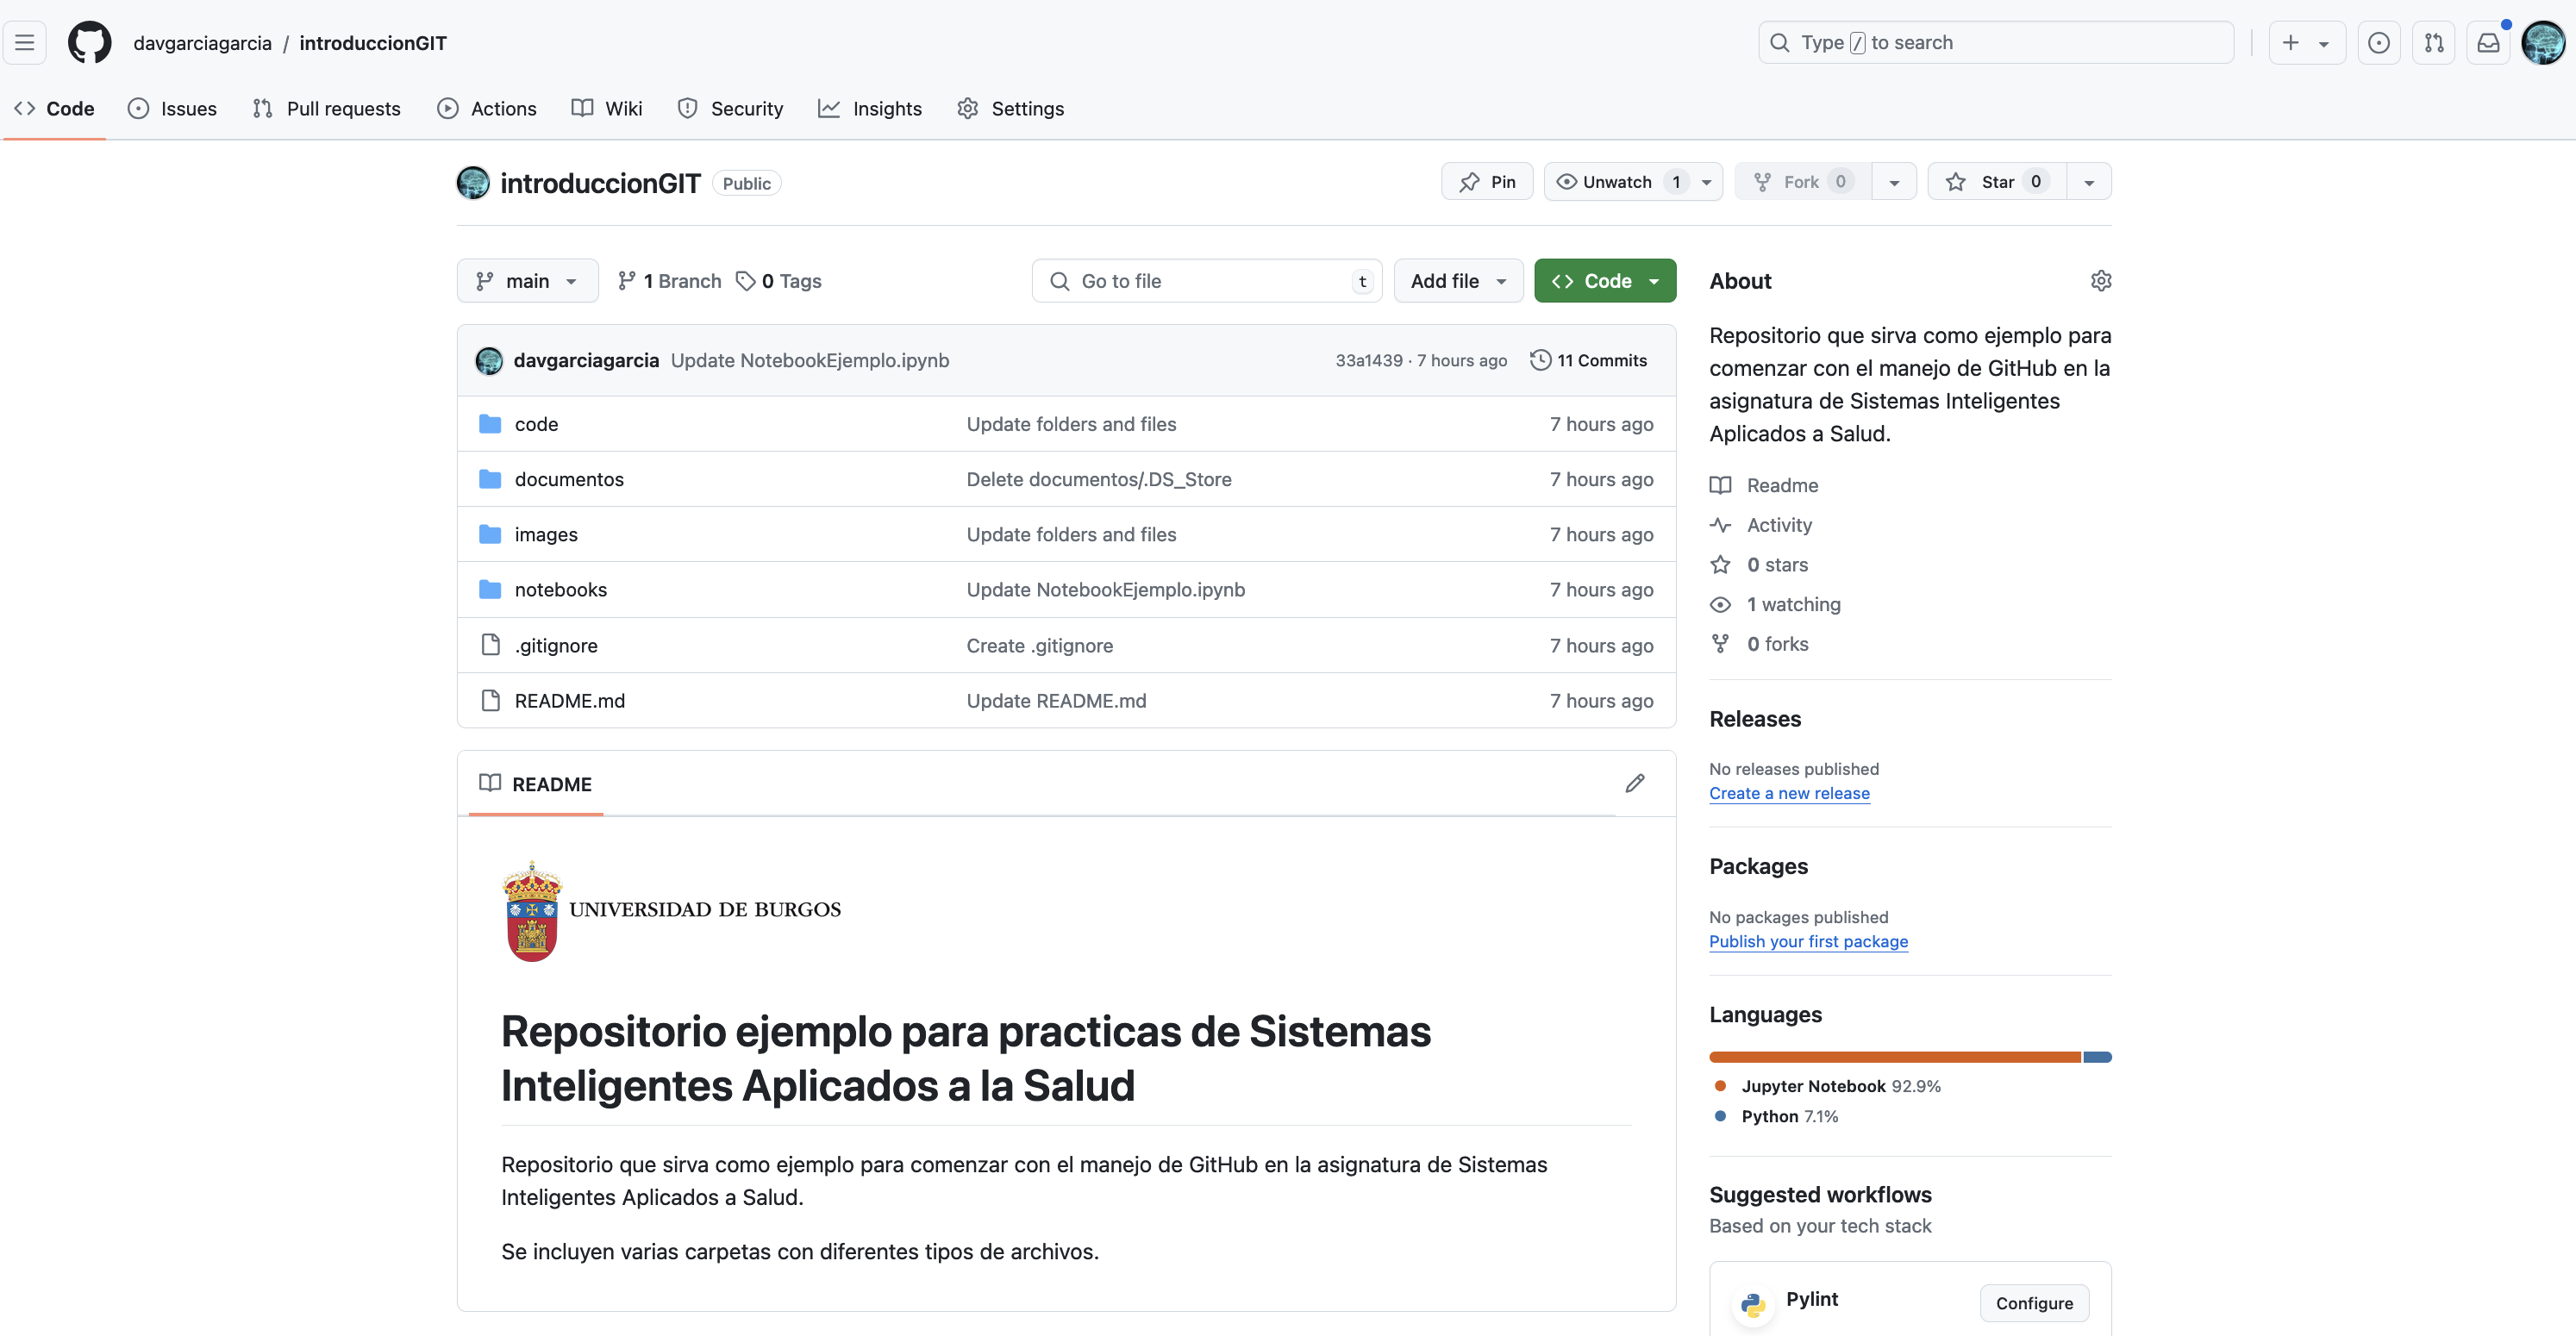 davgarciagarcia / introduccionGIT
Type / to search
Code Issues Pull requests Actions Wiki Security Insights Settings
introduccionGIT Public
Pin Unwatch 1 Fork 0 Star 0
main 1 Branch 0 Tags Go to file t Add file Code
davgarciagarcia Update NotebookEjemplo.ipynb 33a1439 · 7 hours ago 11 Commits
code Update folders and files 7 hours ago
documentos Delete documentos/.DS_Store 7 hours ago
images Update folders and files 7 hours ago
notebooks Update NotebookEjemplo.ipynb 7 hours ago
.gitignore Create .gitignore 7 hours ago
README.md Update README.md 7 hours ago
README
UNIVERSIDAD DE BURGOS
Repositorio ejemplo para practicas de Sistemas
Inteligentes Aplicados a la Salud
Repositorio que sirva como ejemplo para comenzar con el manejo de GitHub en la asignatura de Sistemas
Inteligentes Aplicados a Salud.
Se incluyen varias carpetas con diferentes tipos de archivos.
About
Repositorio que sirva como ejemplo para
comenzar con el manejo de GitHub en la
asignatura de Sistemas Inteligentes
Aplicados a Salud.
Readme
Activity
0 stars
1 watching
0 forks
Releases
No releases published
Create a new release
Packages
No packages published
Publish your first package
Languages
Jupyter Notebook 92.9%
Python 7.1%
Suggested workflows
Based on your tech stack
Pylint Configure